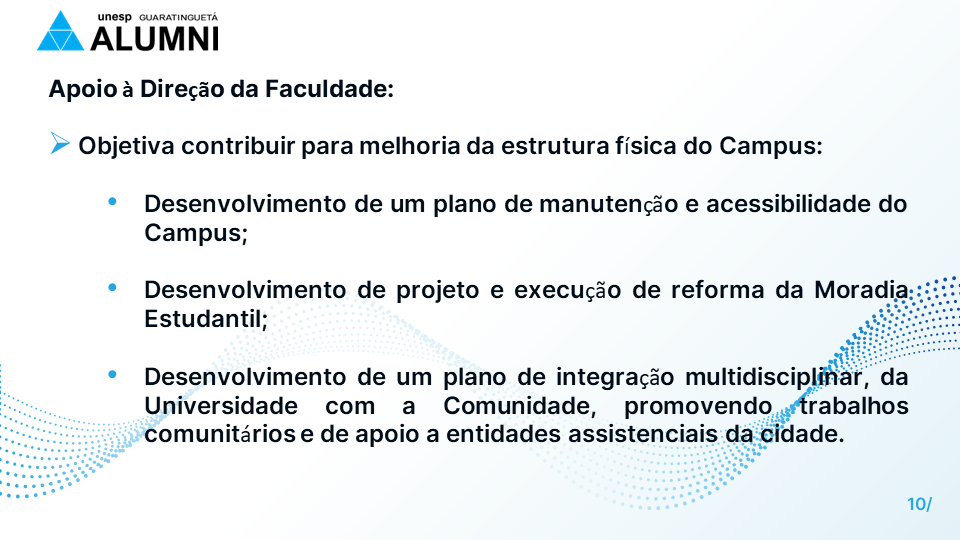 unesp GUARATINGUETÁ
ALUMNI
Apoio à Direção da Faculdade:
Objetiva contribuir para melhoria da estrutura física do Campus:
Desenvolvimento de um plano de manutenção e acessibilidade do
Campus;
Desenvolvimento de projeto e execução de reforma da Moradia
Estudantil;
Desenvolvimento de um plano de integração multidisciplinar, da
Universidade com a Comunidade, promovendo trabalhos
comunitários e de apoio a entidades assistenciais da cidade.
10/